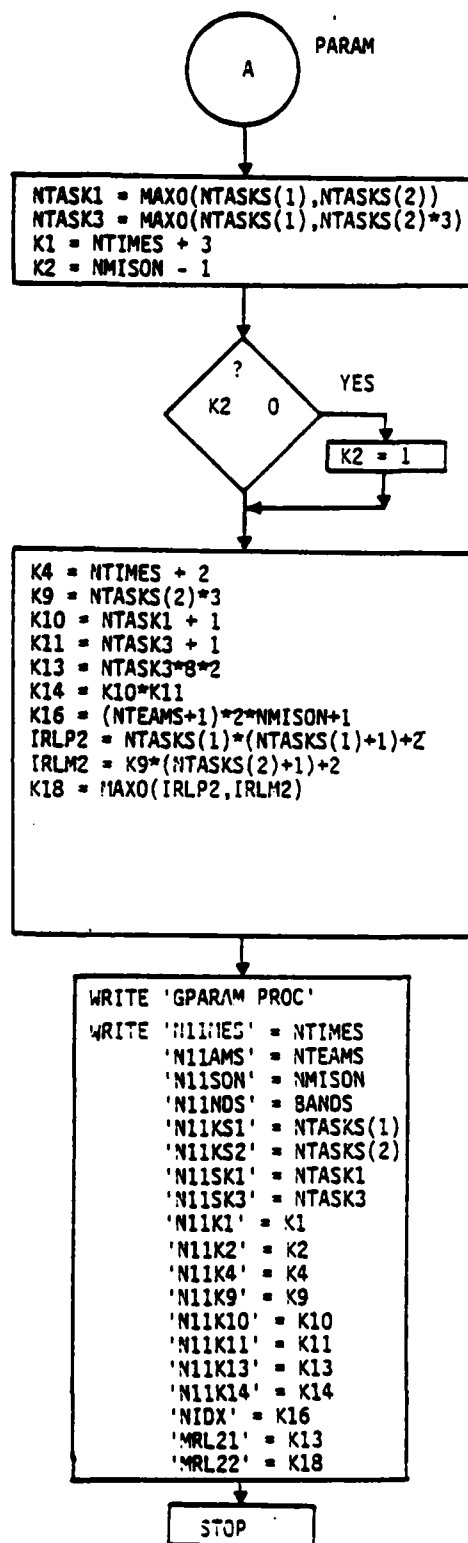 PARAM
A
NTASK1 = MAXO(NTASKS(1),NTASKS(2))
NTASK3 = MAXO(NTASKS(1),NTASKS(2)*3)
K1 = NTIMES + 3
K2 = NMISON - 1
?
K2 0
YES
K2 = 1
K4 = NTIMES + 2
K9 = NTASKS(2)*3
K10 = NTASK1 + 1
K11 = NTASK3 + 1
K13 = NTASK3*8*2
K14 = K10*K11
K16 = (NTEAMS+1)*2*NMISON+1
IRLP2 = NTASKS(1)*(NTASKS(1)+1)+2
IRLM2 = K9*(NTASKS(2)+1)+2
K18 = MAXO(IRLP2,IRLM2)
WRITE 'GPARAM PROC'
WRITE 'N11MES' = NTIMES
'N11AMS' = NTEAMS
'N11SON' = NMISON
'N11NDS' = BANDS
'N11KS1' = NTASKS(1)
'N11KS2' = NTASKS(2)
'N11SK1' = NTASK1
'N11SK3' = NTASK3
'N11K1' = K1
'N11K2' = K2
'N11K4' = K4
'N11K9' = K9
'N11K10' = K10
'N11K11' = K11
'N11K13' = K13
'N11K14' = K14
'NIDX' = K16
'MRL21' = K13
'MRL22' = K18
STOP